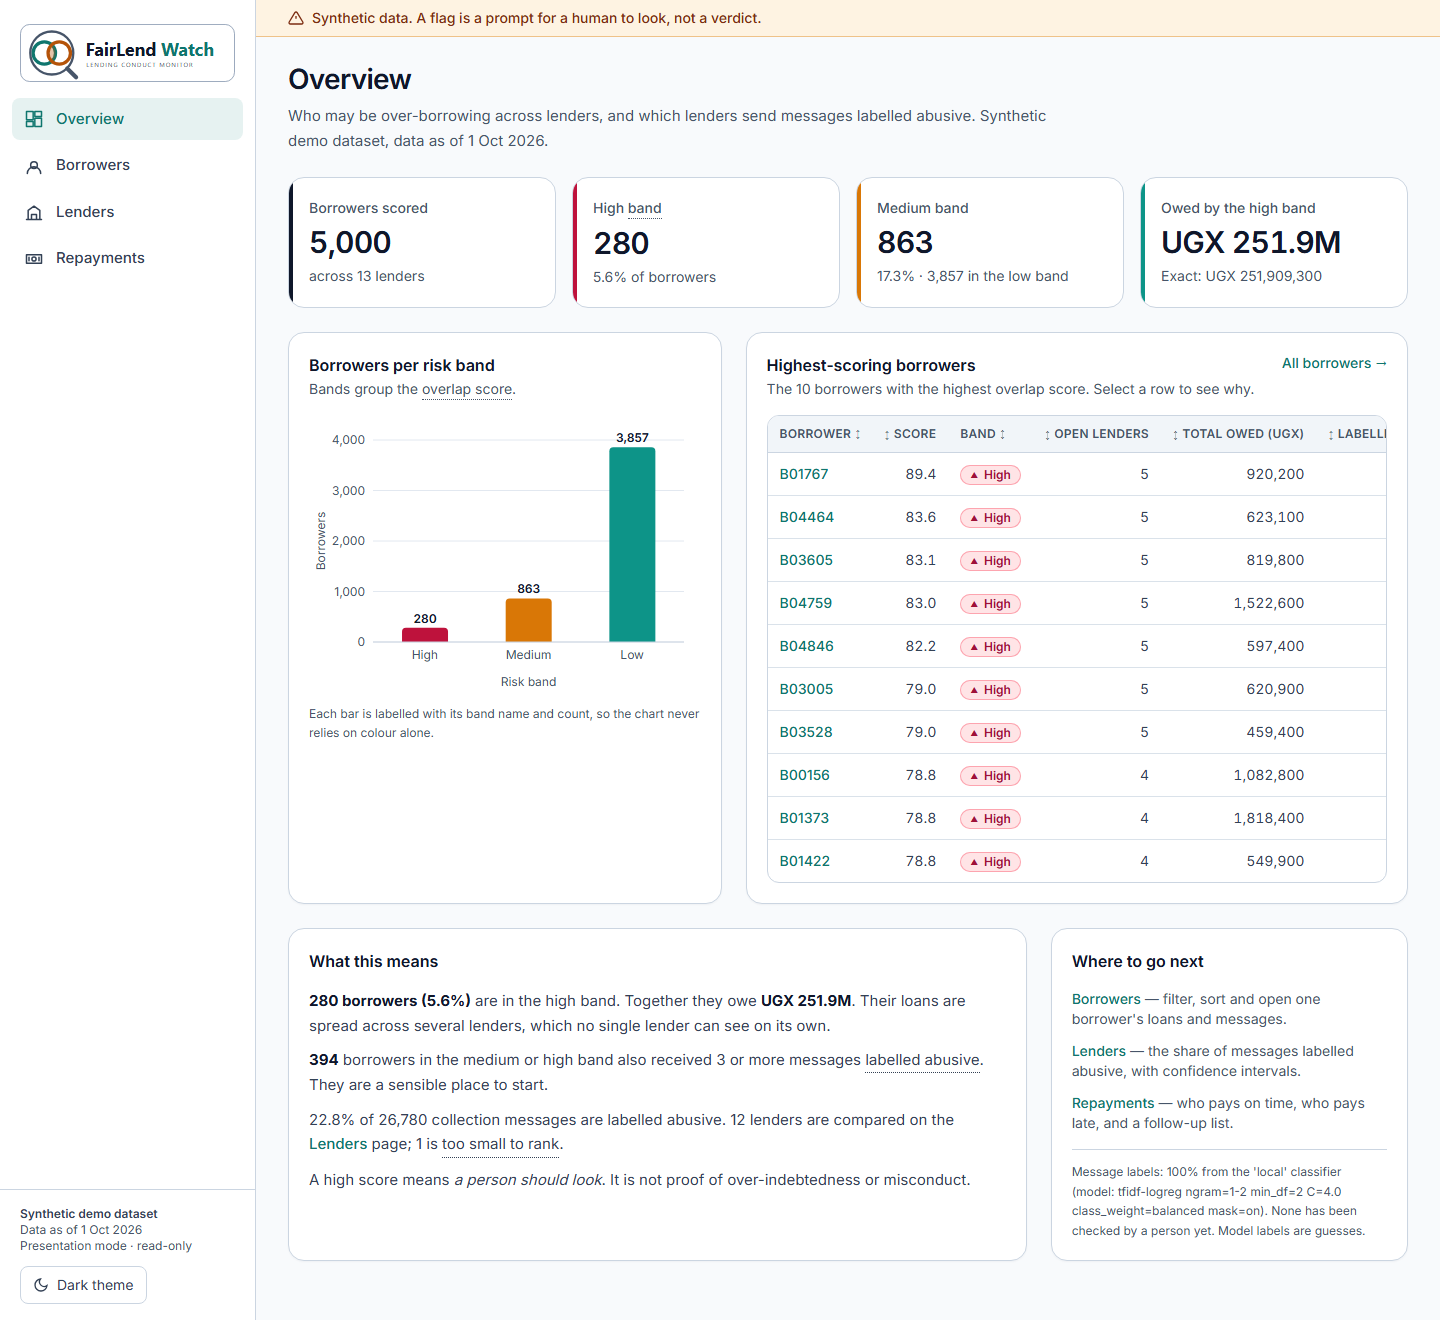 FairLend Watch
LENDING CONDUCT MONITOR
Overview
Borrowers
Lenders
Repayments
Synthetic demo dataset
Data as of 1 Oct 2026
Presentation mode · read-only
Dark theme
Synthetic data. A flag is a prompt for a human to look, not a verdict.
Overview
Who may be over-borrowing across lenders, and which lenders send messages labelled abusive. Synthetic
demo dataset, data as of 1 Oct 2026.
Borrowers scored
5,000
across 13 lenders
High band
280
5.6% of borrowers
Medium band
863
17.3% · 3,857 in the low band
Owed by the high band
UGX 251.9M
Exact: UGX 251,909,300
Borrowers per risk band
Bands group the overlap score.
Borrowers
4,000
3,000
2,000
1,000
0
280
863
3,857
High
Medium
Low
Risk band
Each bar is labelled with its band name and count, so the chart never
relies on colour alone.
Highest-scoring borrowers
All borrowers →
The 10 borrowers with the highest overlap score. Select a row to see why.
BORROWER ↕ ↕ SCORE BAND ↕ ↕ OPEN LENDERS ↕ TOTAL OWED (UGX) ↕
B01767 89.4 ▲ High 5 920,200
B04464 83.6 ▲ High 5 623,100
B03605 83.1 ▲ High 5 819,800
B04759 83.0 ▲ High 5 1,522,600
B04846 82.2 ▲ High 5 597,400
B03005 79.0 ▲ High 5 620,900
B03528 79.0 ▲ High 5 459,400
B00156 78.8 ▲ High 4 1,082,800
B01373 78.8 ▲ High 4 1,818,400
B01422 78.8 ▲ High 4 549,900
What this means
280 borrowers (5.6%) are in the high band. Together they owe UGX 251.9M. Their loans are
spread across several lenders, which no single lender can see on its own.
394 borrowers in the medium or high band also received 3 or more messages labelled abusive.
They are a sensible place to start.
22.8% of 26,780 collection messages are labelled abusive. 12 lenders are compared on the
Lenders page; 1 is too small to rank.
A high score means a person should look. It is not proof of over-indebtedness or misconduct.
Where to go next
Borrowers — filter, sort and open one
borrower's loans and messages.
Lenders — the share of messages labelled
abusive, with confidence intervals.
Repayments — who pays on time, who pays
late, and a follow-up list.
Message labels: 100% from the 'local' classifier
(model: tfidf-logreg ngram=1-2 min_df=2 C=4.0
class_weight=balanced mask=on). None has been
checked by a person yet. Model labels are guesses.